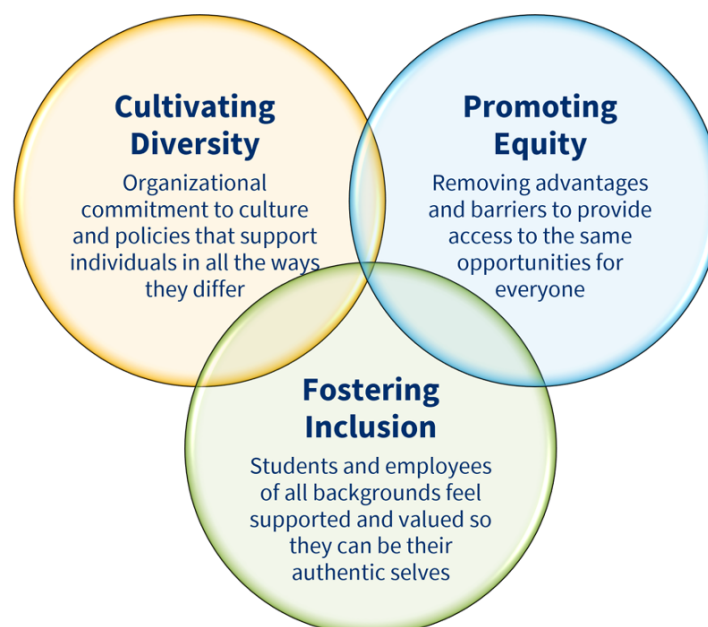 Cultivating
Diversity
Organizational
commitment to culture
and policies that support
individuals in all the ways
they differ
Promoting
Equity
Removing advantages
and barriers to provide
access to the same
opportunities for
everyone
Fostering
Inclusion
Students and employees
of all backgrounds feel
supported and valued so
they can be their
authentic selves